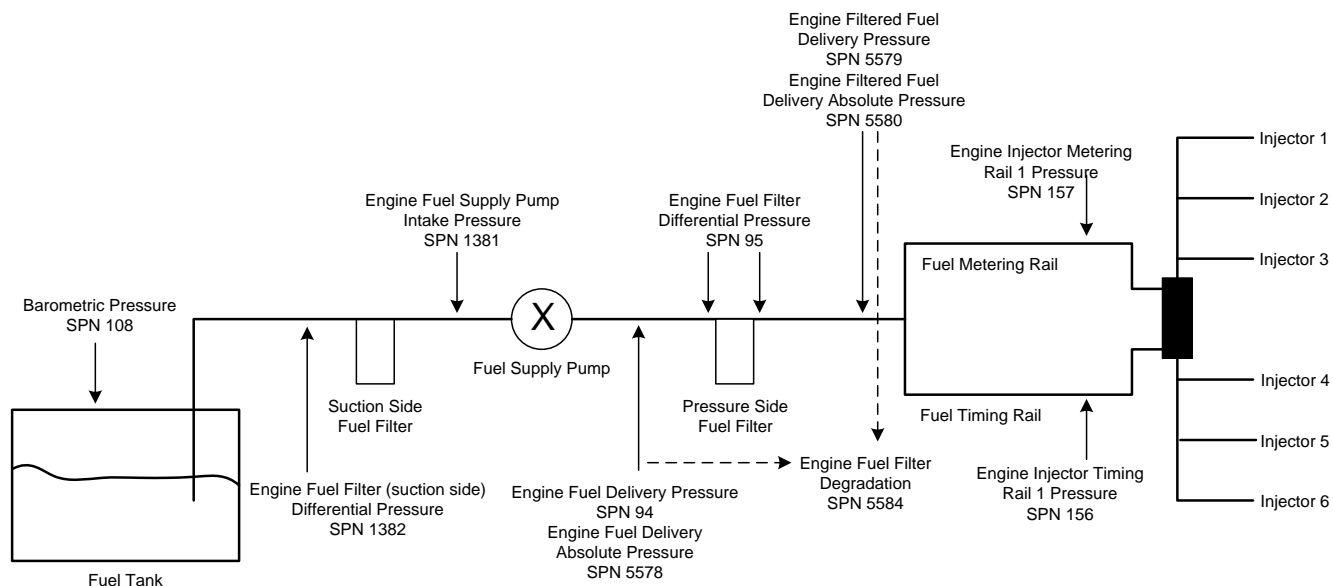 Engine Filtered Fuel
Delivery Pressure
SPN 5579
Engine Filtered Fuel
Delivery Absolute Pressure
SPN 5580
Engine Injector Metering
Rail 1 Pressure
SPN 157
Injector 1
Injector 2
Injector 3
Engine Fuel Supply Pump
Intake Pressure
SPN 1381
Engine Fuel Filter
Differential Pressure
SPN 95
Fuel Metering Rail
Barometric Pressure
SPN 108
X
Fuel Supply Pump
Suction Side
Fuel Filter
Pressure Side
Fuel Filter
Fuel Timing Rail
Injector 4
Injector 5
Injector 6
Engine Fuel Filter (suction side)
Differential Pressure
SPN 1382
Engine Fuel Delivery Pressure
SPN 94
Engine Fuel Delivery
Absolute Pressure
SPN 5578
Engine Fuel Filter
Degradation
SPN 5584
Engine Injector Timing
Rail 1 Pressure
SPN 156
Fuel Tank